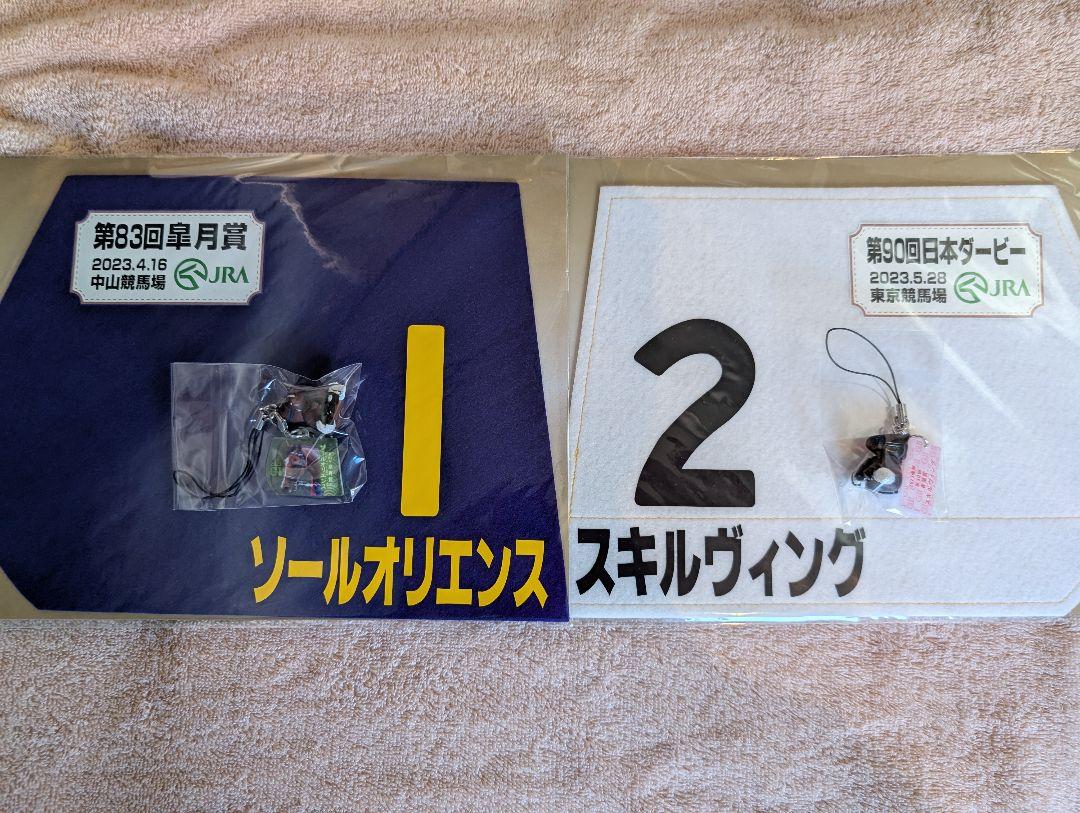 第83回皐月賞
2023.4.16
中山競馬場
JRA
1
ソールオリエンス
第90回日本ダービー
2023.5.28
東京競馬場
JRA
2
スキルヴィング